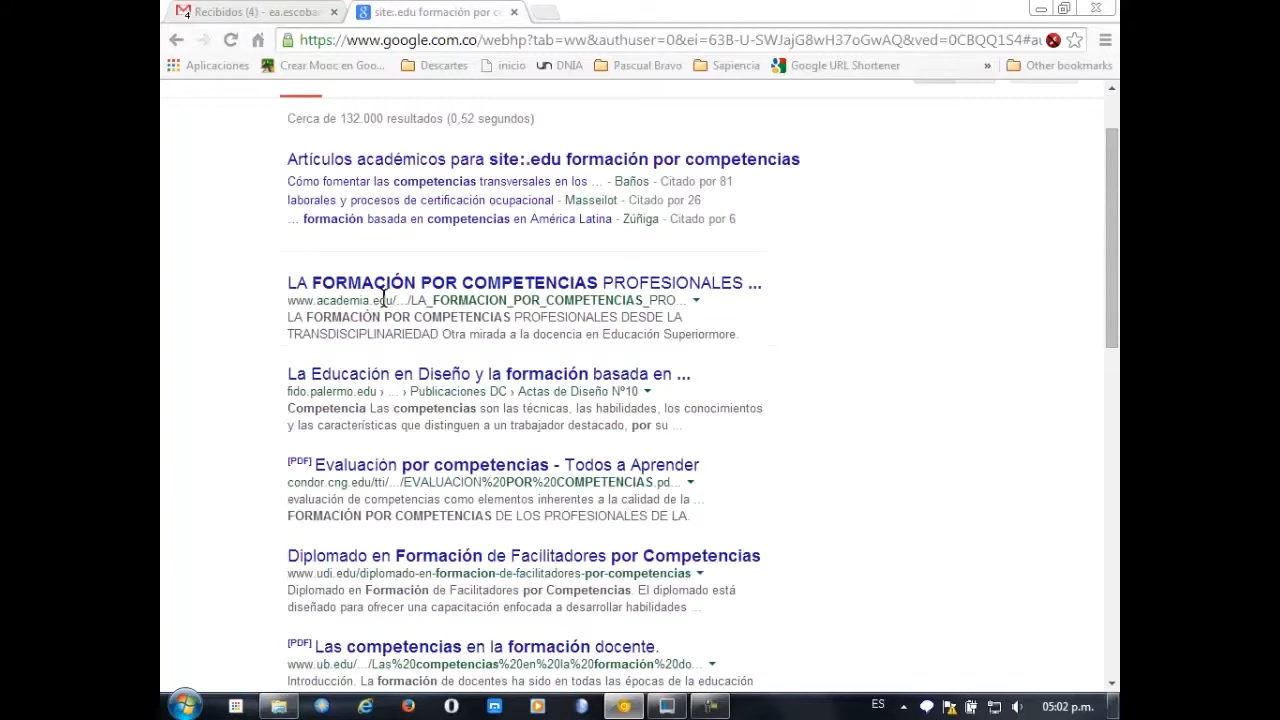 Recibidos (4) - ea.escoba
site:.edu formación por co
https://www.google.com.co/webhp?tab=ww&authuser=0&ei=63B-U-SWJajG8wH37oGwAQ&ved=0CBQQ1S4#au
Aplicaciones Crear Mooc en Goo... Descartes inicio DNIA Pascual Bravo Sapiencia Google URL Shortener » Other bookmarks
Cerca de 132.000 resultados (0,52 segundos)
Artículos académicos para site:.edu formación por competencias
Cómo fomentar las competencias transversales en los ... - Baños - Citado por 81
laborales y procesos de certificación ocupacional - Masseilot - Citado por 26
... formación basada en competencias en América Latina - Zúñiga - Citado por 6
LA FORMACIÓN POR COMPETENCIAS PROFESIONALES ...
www.academia.edu/.../LA_FORMACION_POR_COMPETENCIAS_PRO...
LA FORMACIÓN POR COMPETENCIAS PROFESIONALES DESDE LA
TRANSDISCIPLINARIEDAD Otra mirada a la docencia en Educación Superiormore.
La Educación en Diseño y la formación basada en ...
fido.palermo.edu › ... › Publicaciones DC › Actas de Diseño Nº10
Competencia Las competencias son las técnicas, las habilidades, los conocimientos
y las características que distinguen a un trabajador destacado, por su ...
[PDF] Evaluación por competencias - Todos a Aprender
condor.cng.edu/tti/.../EVALUACION%20POR%20COMPETENCIAS.pd...
evaluación de competencias como elementos inherentes a la calidad de la ...
FORMACIÓN POR COMPETENCIAS DE LOS PROFESIONALES DE LA.
Diplomado en Formación de Facilitadores por Competencias
www.udi.edu/diplomado-en-formacion-de-facilitadores-por-competencias
Diplomado en Formación de Facilitadores por Competencias. El diplomado está
diseñado para ofrecer una capacitación enfocada a desarrollar habilidades ...
[PDF] Las competencias en la formación docente.
www.ub.edu/.../Las%20competencias%20en%20la%20formación%20do...
Introducción. La formación de docentes ha sido en todas las épocas de la educación
ES 05:02 p.m.